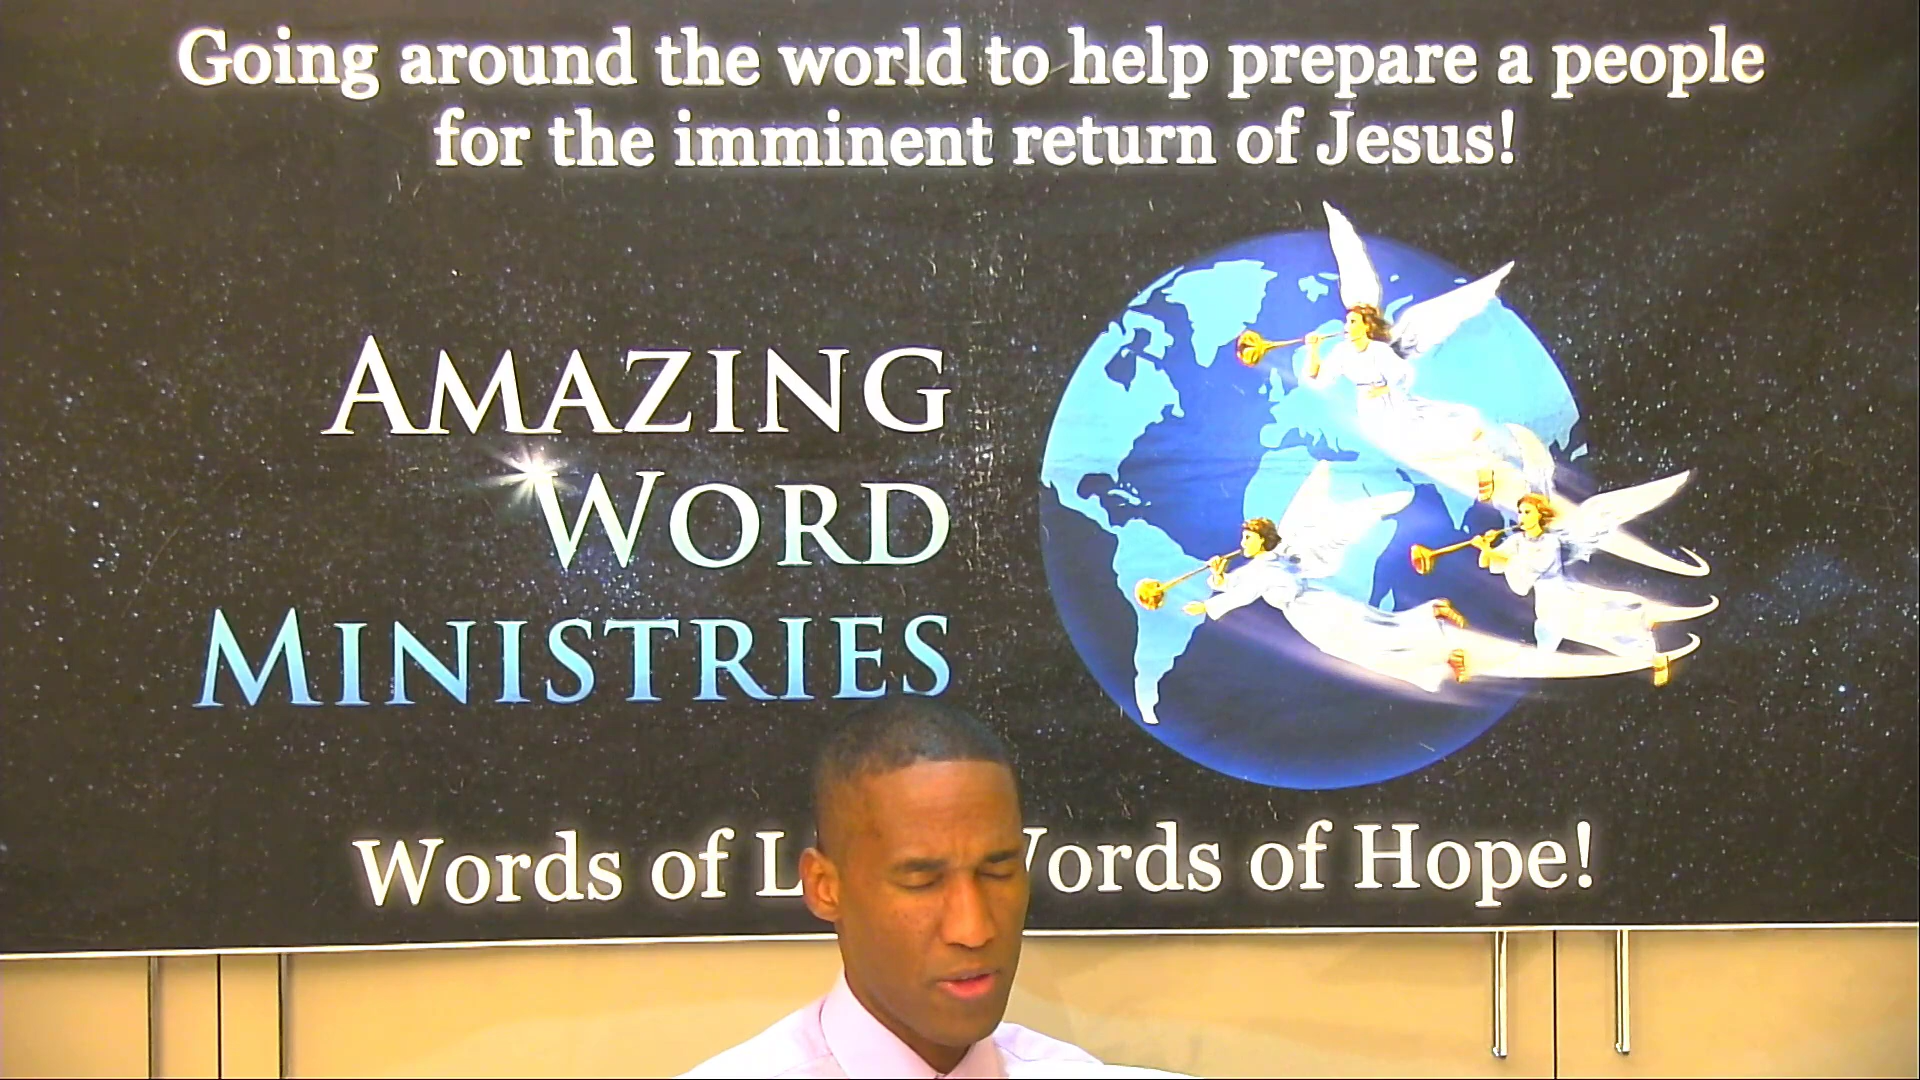 Going around the world to help prepare a people
for the imminent return of Jesus!
AMAZING
WORD
MINISTRIES
Words of of Hope!